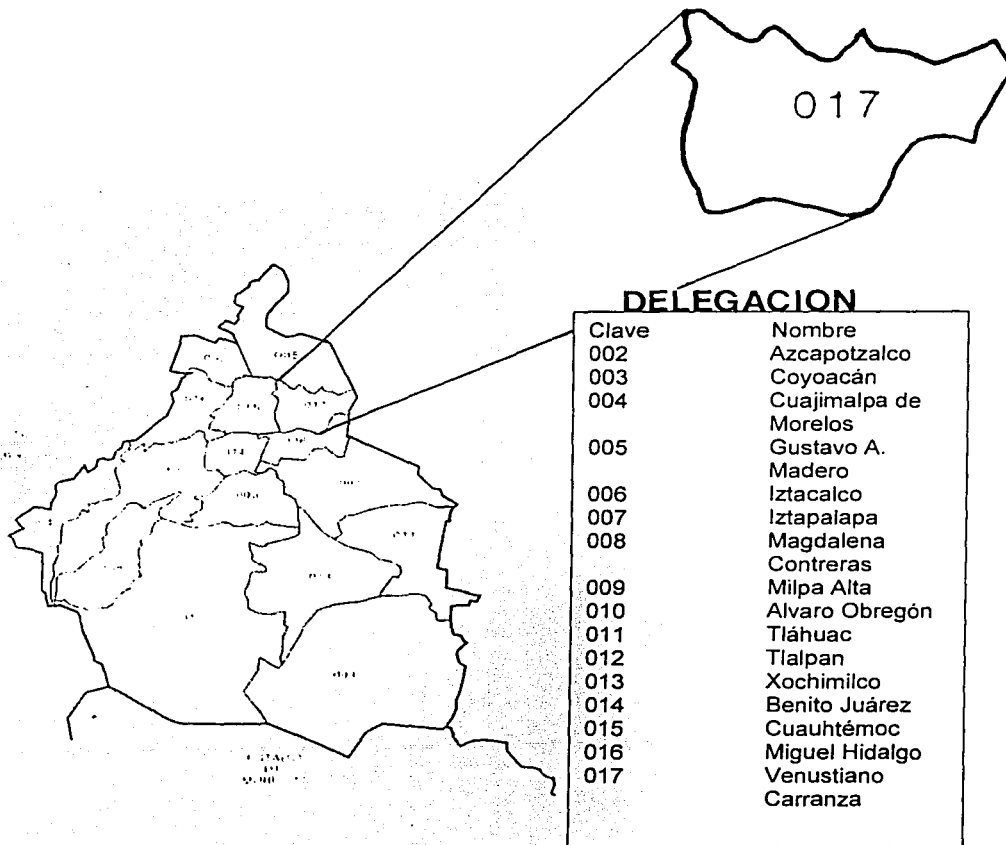 017
DELEGACION
Clave Nombre
002 Azcapotzalco
003 Coyoacán
004 Cuajimalpa de
Morelos
005 Gustavo A.
Madero
006 Iztacalco
007 Iztapalapa
008 Magdalena
Contreras
009 Milpa Alta
010 Alvaro Obregón
011 Tláhuac
012 Tlalpan
013 Xochimilco
014 Benito Juárez
015 Cuauhtémoc
016 Miguel Hidalgo
017 Venustiano
Carranza